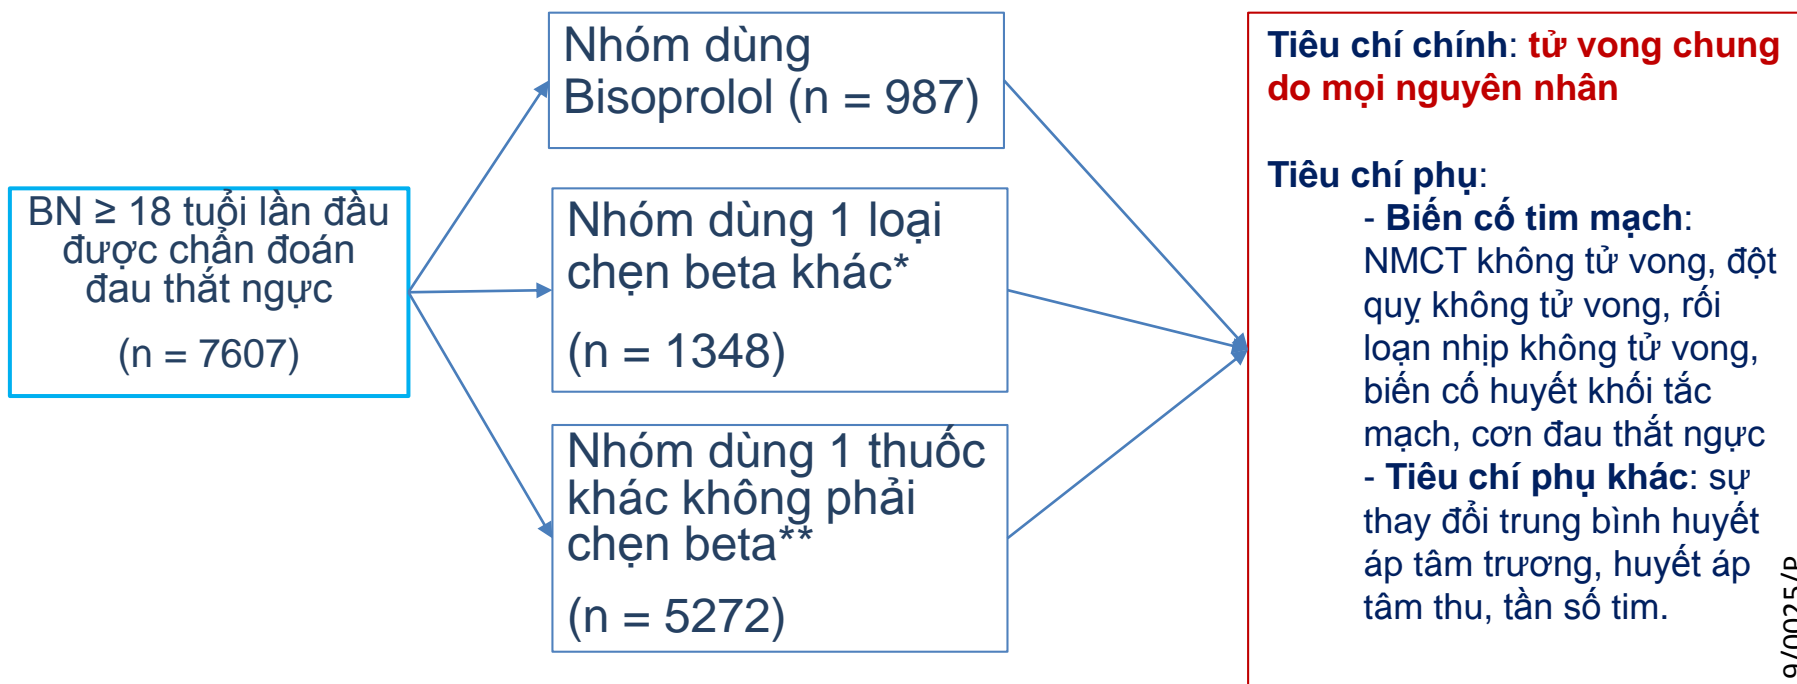 BN ≥ 18 tuổi lần đầu
được chẩn đoán
đau thắt ngực
(n = 7607)
Nhóm dùng
Bisoprolol (n = 987)
Nhóm dùng 1 loại
chẹn beta khác*
(n = 1348)
Nhóm dùng 1 thuốc
khác không phải
chẹn beta**
(n = 5272)
Tiêu chí chính: tử vong chung
do mọi nguyên nhân
Tiêu chí phụ:
- Biến cố tim mạch:
NMCT không tử vong, đột
quỵ không tử vong, rối
loạn nhịp không tử vong,
biến cố huyết khối tắc
mạch, cơn đau thắt ngực
- Tiêu chí phụ khác: sự
thay đổi trung bình huyết
áp tâm trương, huyết áp
tâm thu, tần số tim.